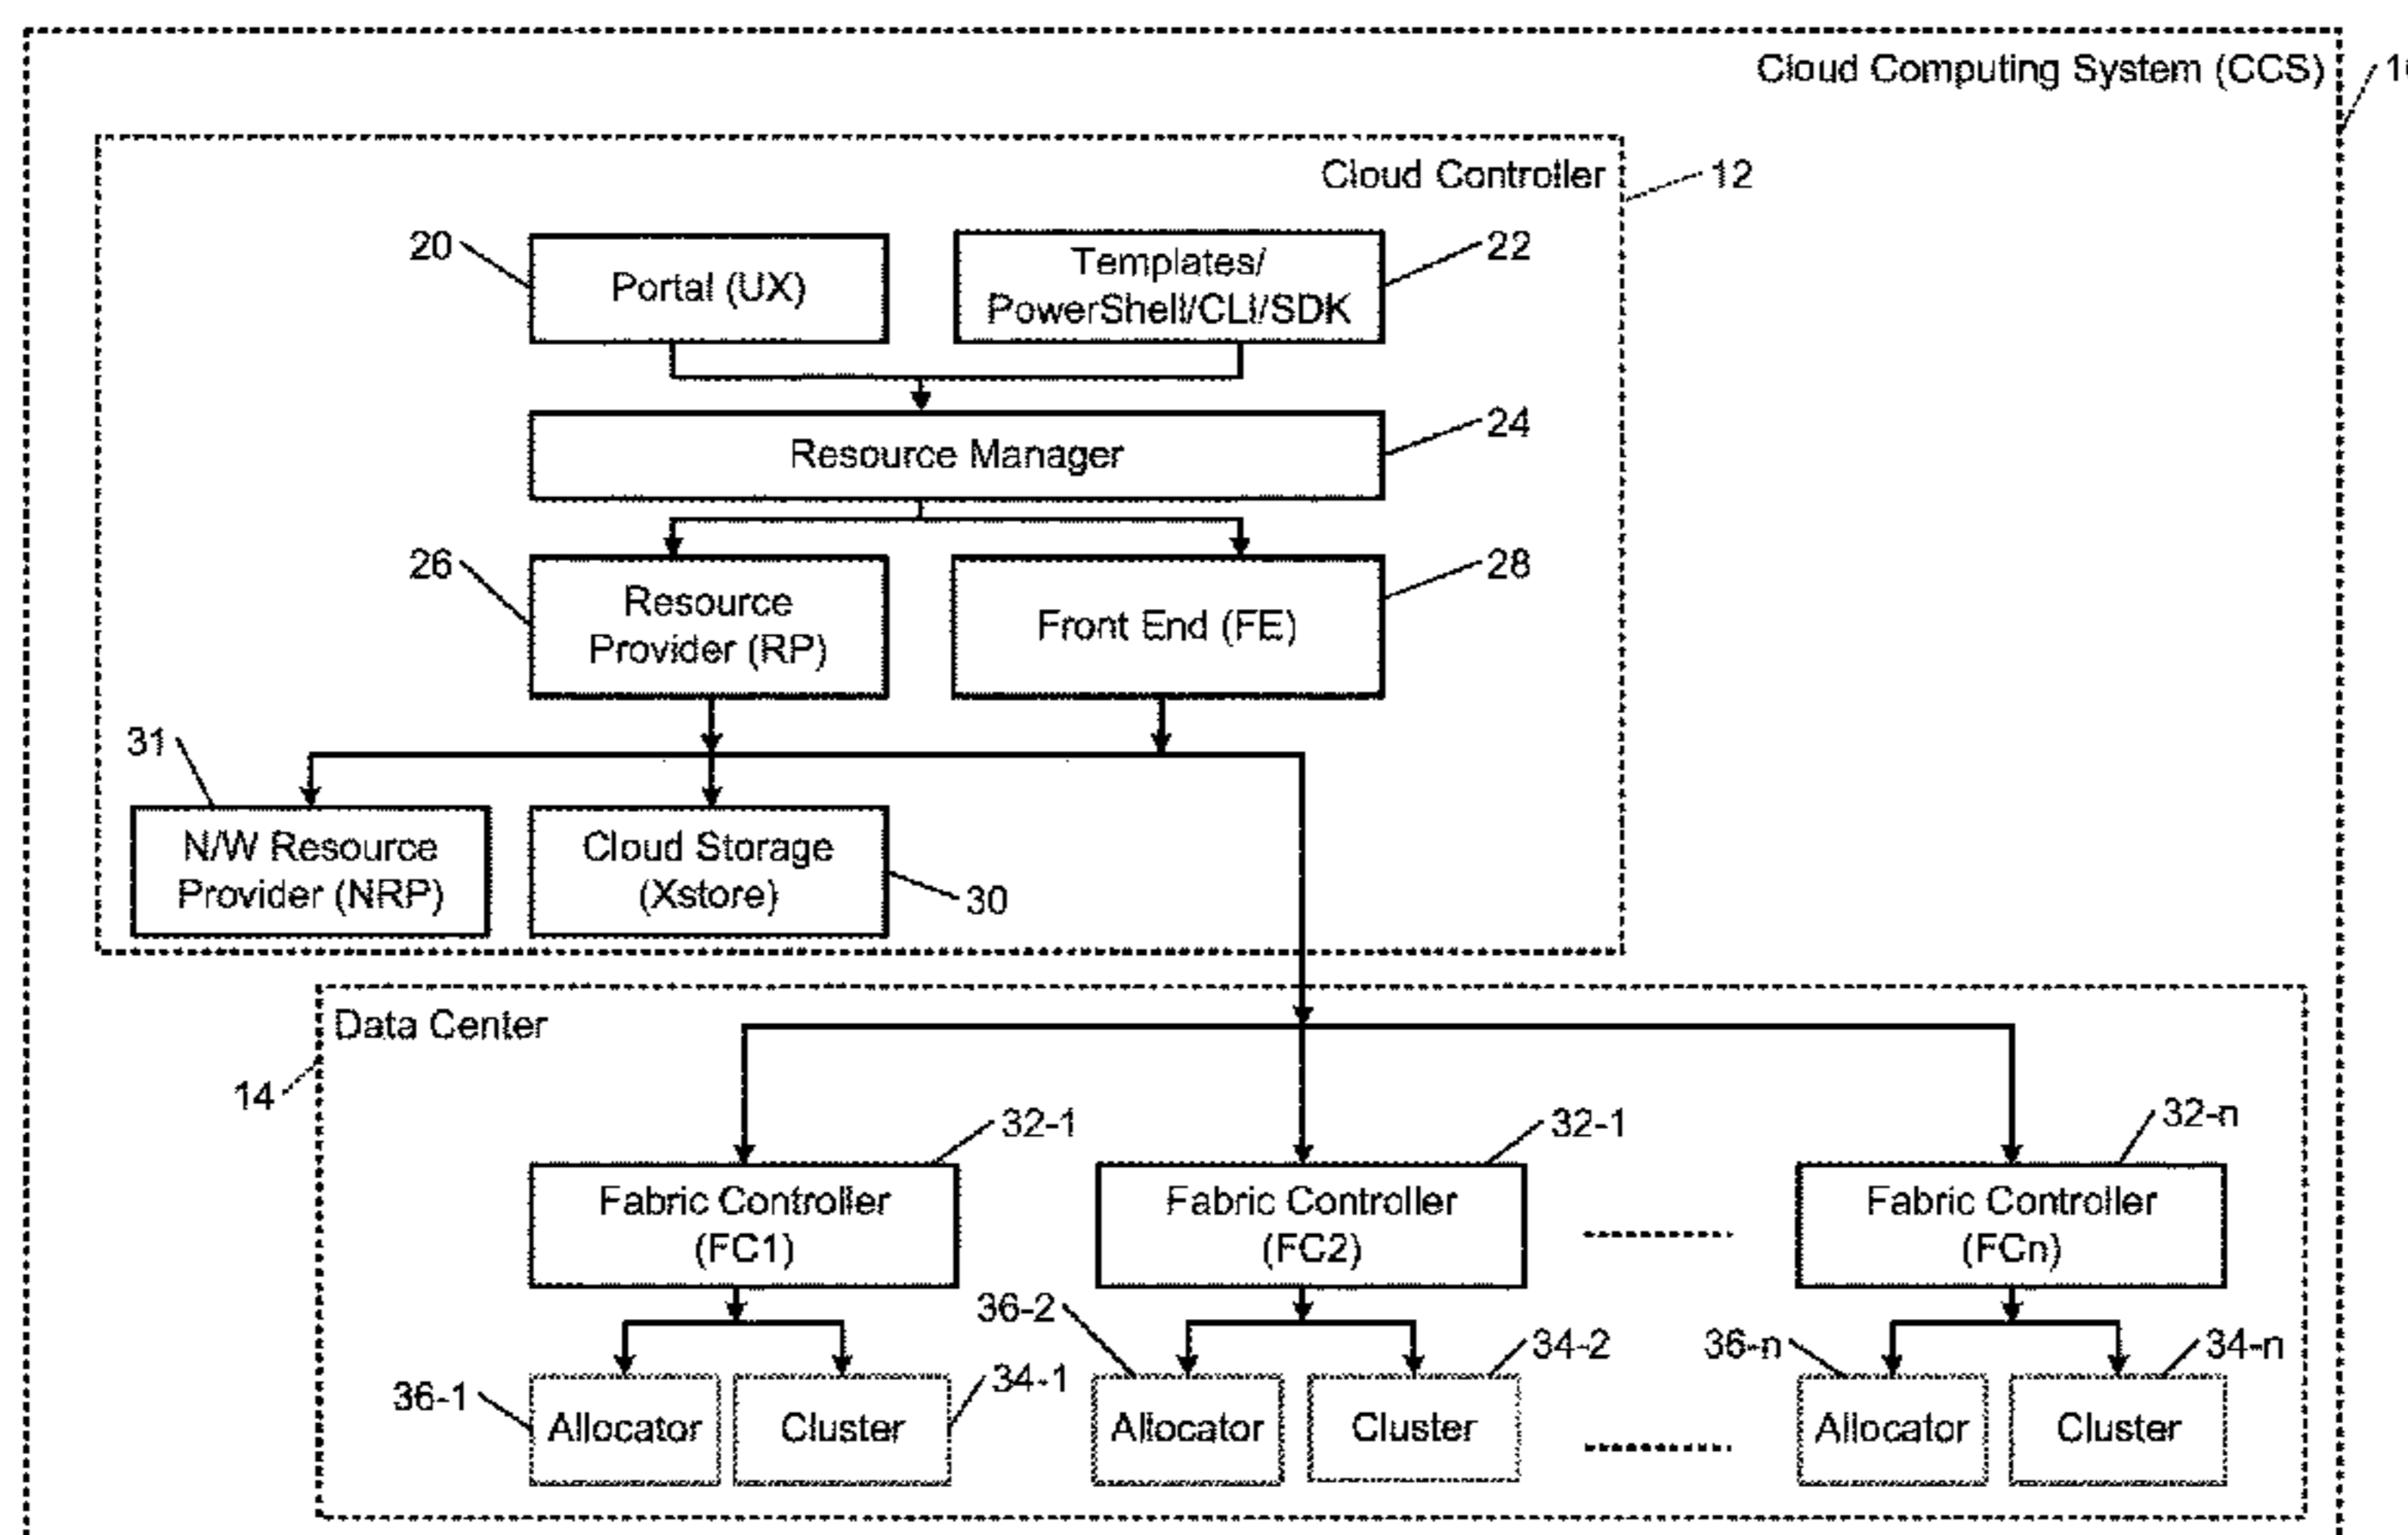 Cloud Computing System (CCS)
Cloud Controller
12
20
Portal (UX)
Templates/
PowerShell/CLI/SDK
22
Resource Manager
24
26
Resource
Provider (RP)
Front End (FE)
28
31
N/W Resource
Provider (NRP)
Cloud Storage
(Xstore)
30
Data Center
14
32-1
32-1
32-n
Fabric Controller
(FC1)
Fabric Controller
(FC2)
Fabric Controller
(FCn)
36-1
Allocator
Cluster
34-1
36-2
Allocator
Cluster
34-2
36-n
Allocator
Cluster
34-n